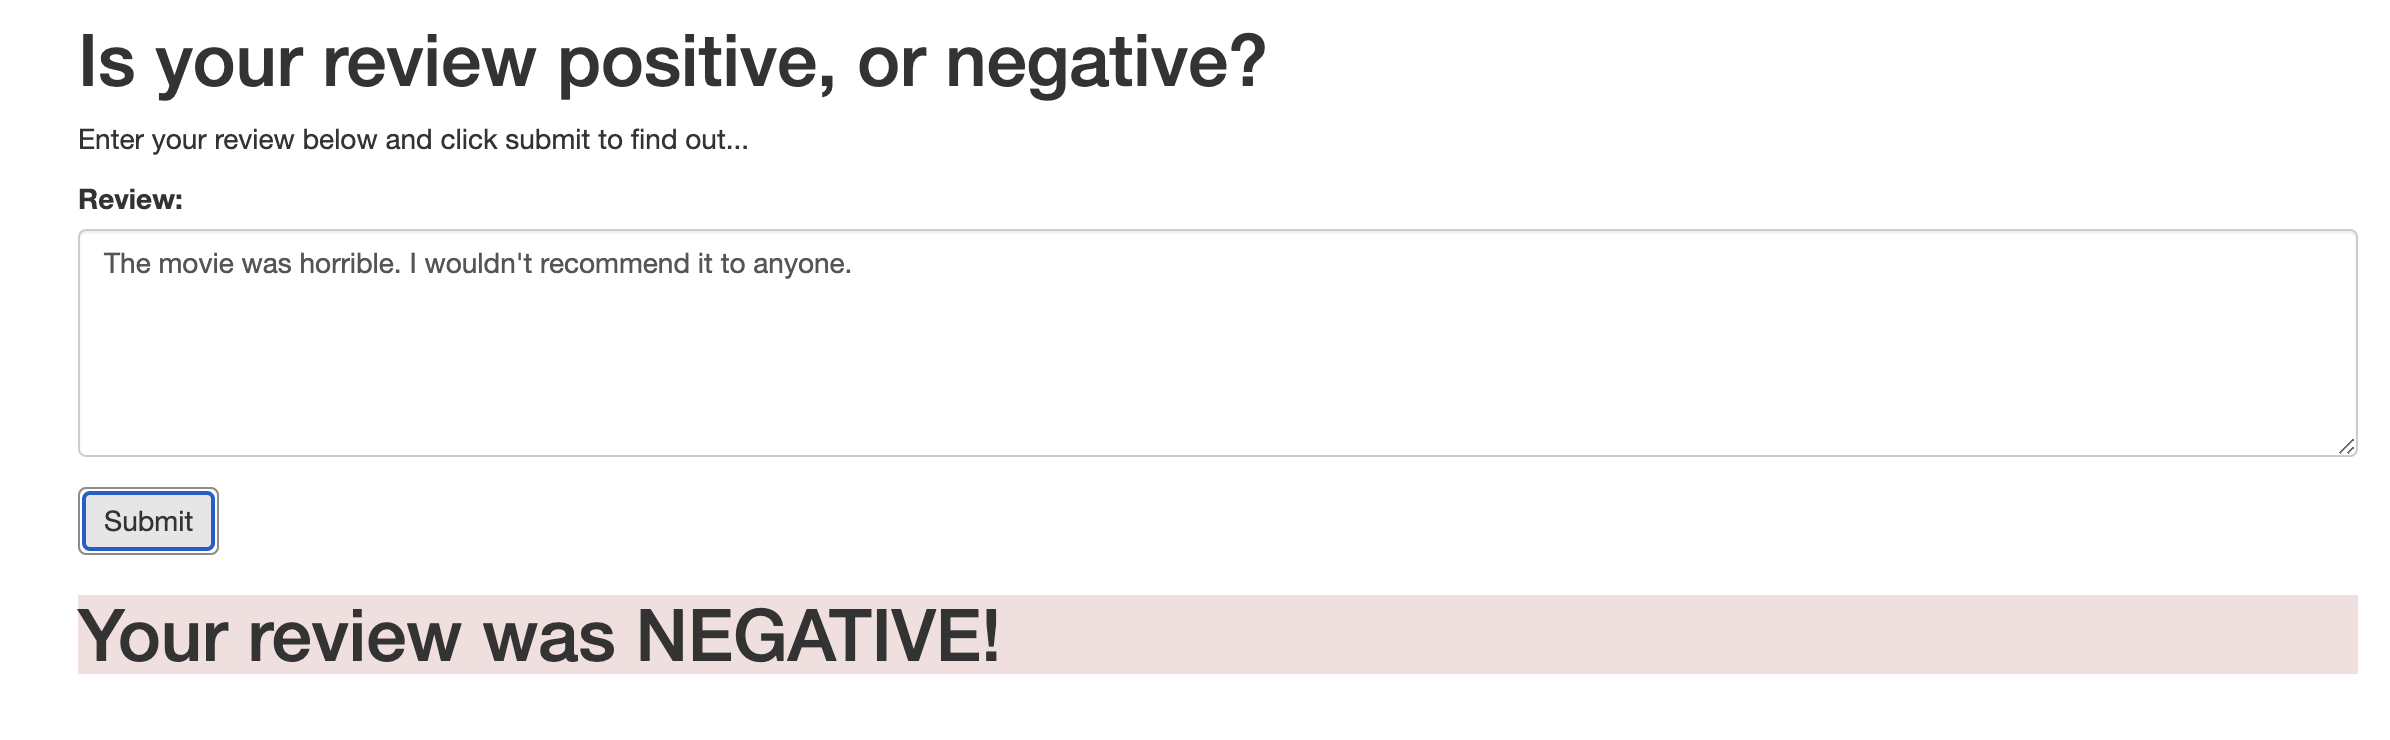 Is your review positive, or negative?
Enter your review below and click submit to find out...
Review:
The movie was horrible. I wouldn't recommend it to anyone.
Submit
Your review was NEGATIVE!